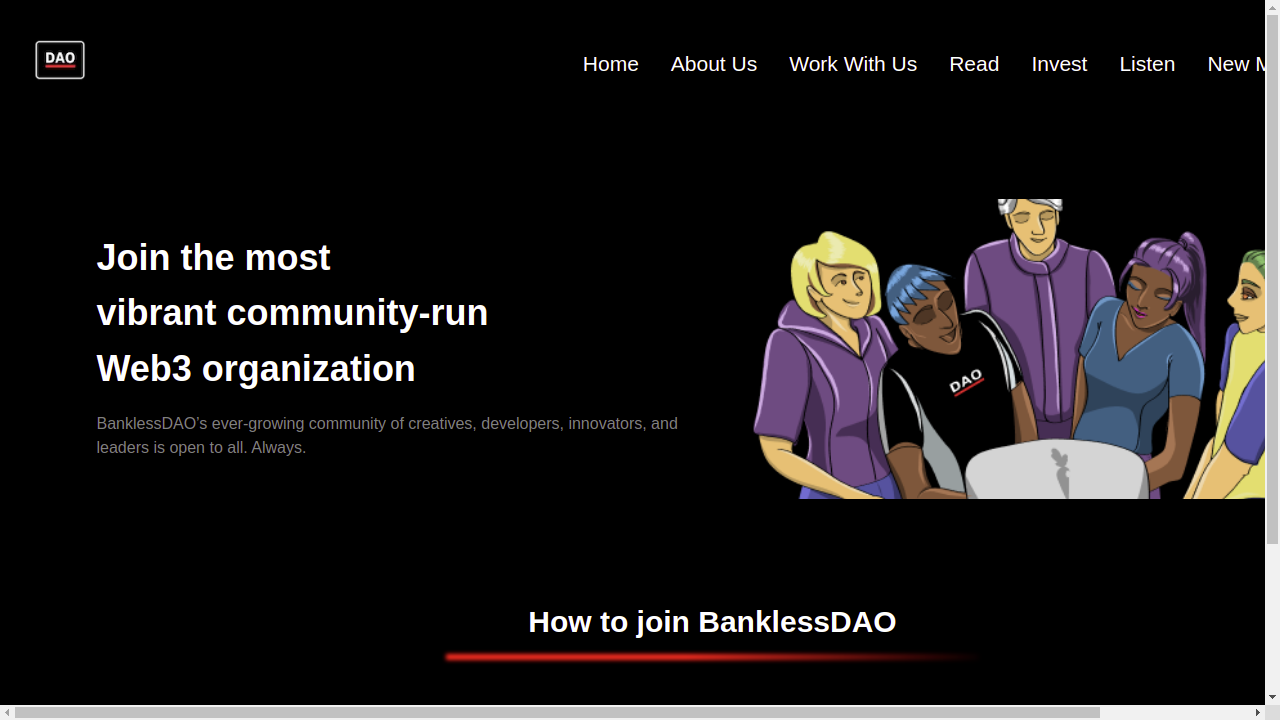 DAO
Home About Us Work With Us Read Invest Listen New
Join the most
vibrant community-run
Web3 organization
BanklessDAO's ever-growing community of creatives, developers, innovators, and
leaders is open to all. Always.
DAO
How to join BanklessDAO